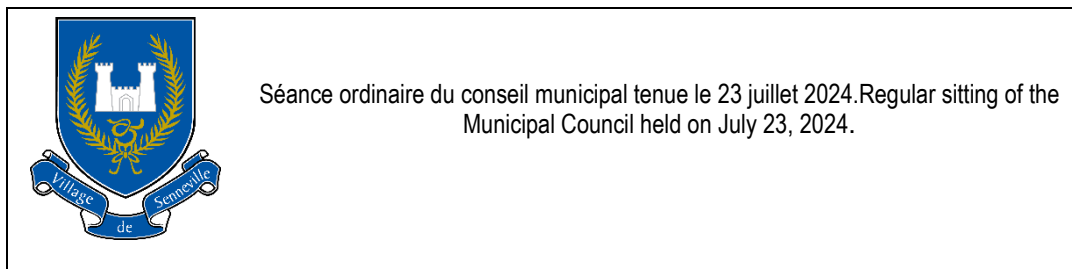 Séance ordinaire du conseil municipal tenue le 23 juillet 2024.Regular sitting of the
Municipal Council held on July 23, 2024.
Village
de
Senneville